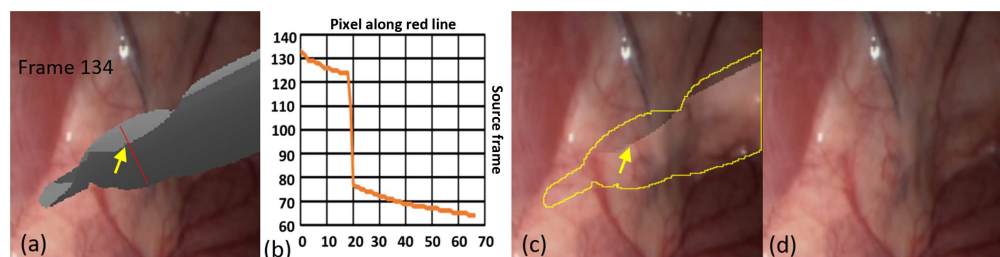 Frame 134
(a)
Pixel along red line
140
130
120
110
100
90
80
70
60
0 10 20 30 40 50 60 70
Source frame
(b)
(c)
(d)